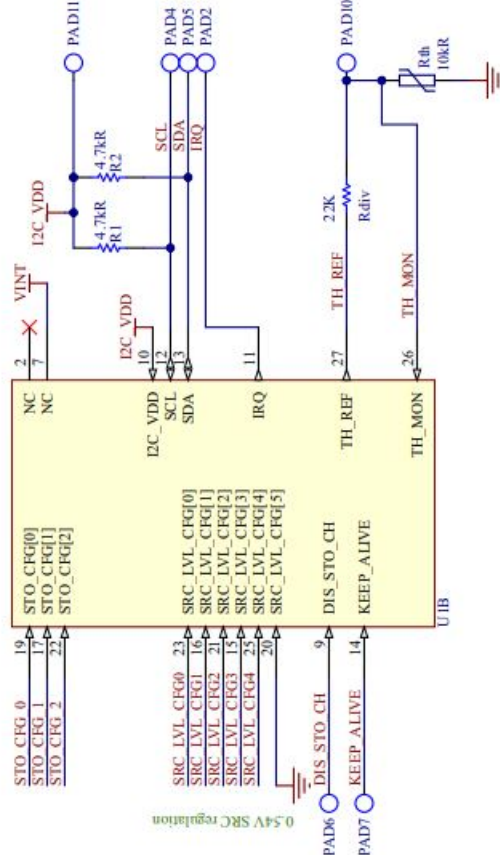 PAD11
PAD4
PAD5
PAD2
PAD10
SCL
SDA
IRQ
Rth
10kR
I2C_VDD
4.7kR
R1
4.7kR
R2
22K
Rdiv
TH_REF
TH_MON
VINT
I2C_VDD
2
7
10
12
13
11
27
26
NC
NC
I2C_VDD
SCL
SDA
IRQ
TH_REF
TH_MON
STO_CFG[0]
STO_CFG[1]
STO_CFG[2]
SRC_LVL_CFG[0]
SRC_LVL_CFG[1]
SRC_LVL_CFG[2]
SRC_LVL_CFG[3]
SRC_LVL_CFG[4]
SRC_LVL_CFG[5]
DIS_STO_CH
KEEP_ALIVE
U1B
19
17
22
23
16
21
15
25
20
9
14
STO_CFG_0
STO_CFG_1
STO_CFG_2
SRC_LVL_CFG0
SRC_LVL_CFG1
SRC_LVL_CFG2
SRC_LVL_CFG3
SRC_LVL_CFG4
DIS_STO_CH
KEEP_ALIVE
0.54V SRC regulation
PAD6
PAD7